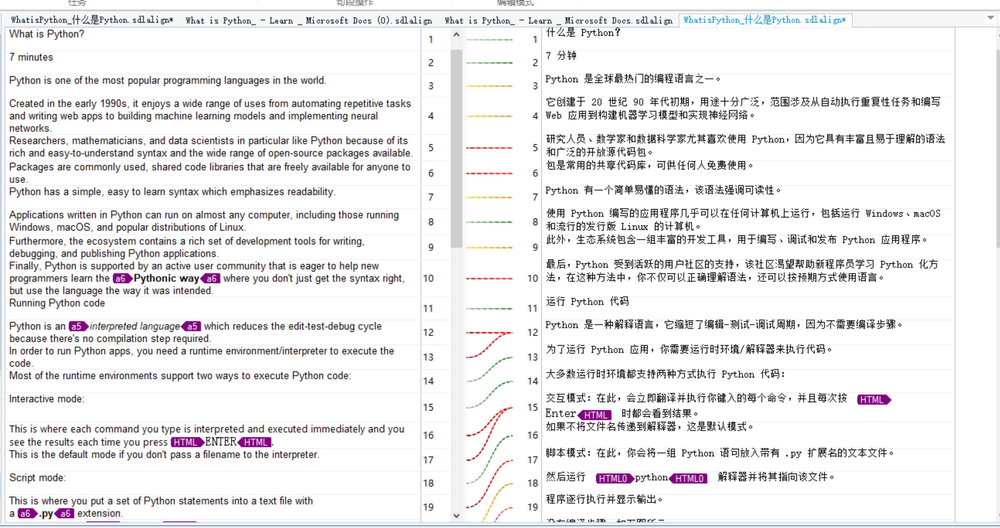 任务 句段操作 编辑模式
WhatisPython_什么是Python.sdlalign* What is Python_ - Learn _ Microsoft Docs (0).sdlalign What is Python_ - Learn _ Microsoft Docs.sdlalign WhatisPython_什么是Python.sdlalign*
What is Python?
1
1
什么是 Python?
7 minutes
2
2
7 分钟
Python is one of the most popular programming languages in the world.
3
3
Python 是全球最热门的编程语言之一。
Created in the early 1990s, it enjoys a wide range of uses from automating repetitive tasks
and writing web apps to building machine learning models and implementing neural
networks.
4
4
它创建于 20 世纪 90 年代初期，用途十分广泛，范围涉及从自动执行重复性任务和编写
Web 应用到构建机器学习模型和实现神经网络。
Researchers, mathematicians, and data scientists in particular like Python because of its
rich and easy-to-understand syntax and the wide range of open-source packages available.
5
5
研究人员、数学家和数据科学家尤其喜欢使用 Python，因为它具有丰富且易于理解的语法
和广泛的开放源代码包。
Packages are commonly used, shared code libraries that are freely available for anyone to
use.
6
6
包是常用的共享代码库，可供任何人免费使用。
Python has a simple, easy to learn syntax which emphasizes readability.
7
7
Python 有一个简单易懂的语法，该语法强调可读性。
Applications written in Python can run on almost any computer, including those running
Windows, macOS, and popular distributions of Linux.
8
8
使用 Python 编写的应用程序几乎可以在任何计算机上运行，包括运行 Windows、macOS
和流行的发行版 Linux 的计算机。
Furthermore, the ecosystem contains a rich set of development tools for writing,
debugging, and publishing Python applications.
9
9
此外，生态系统包含一组丰富的开发工具，用于编写、调试和发布 Python 应用程序。
Finally, Python is supported by an active user community that is eager to help new
programmers learn the a6 Pythonic way a6 where you don't just get the syntax right,
but use the language the way it was intended.
10
10
最后，Python 受到活跃的用户社区的支持，该社区渴望帮助新程序员学习 Python 化方
法，在这种方法中，你不仅可以正确理解语法，还可以按预期方式使用语言。
Running Python code
11
11
运行 Python 代码
Python is an a5 interpreted language a5 which reduces the edit-test-debug cycle
because there's no compilation step required.
12
12
Python 是一种解释语言，它缩短了编辑-测试-调试周期，因为不需要编译步骤。
In order to run Python apps, you need a runtime environment/interpreter to execute the
code.
13
13
为了运行 Python 应用，你需要运行时环境/解释器来执行代码。
Most of the runtime environments support two ways to execute Python code:
14
14
大多数运行时环境都支持两种方式执行 Python 代码:
Interactive mode:
15
15
交互模式: 在此，会立即翻译并执行你键入的每个命令，并且每次按 HTML
Enter HTML 时都会看到结果。
This is where each command you type is interpreted and executed immediately and you
see the results each time you press HTML ENTER HTML .
16
16
如果不将文件名传递到解释器，这是默认模式。
This is the default mode if you don't pass a filename to the interpreter.
17
17
脚本模式: 在此，你会将一组 Python 语句放入带有 .py 扩展名的文本文件。
Script mode:
18
18
然后运行 HTML0 python HTML0 解释器并将其指向该文件。
This is where you put a set of Python statements into a text file with
a a6 .py a6 extension.
19
19
程序逐行执行并显示输出。